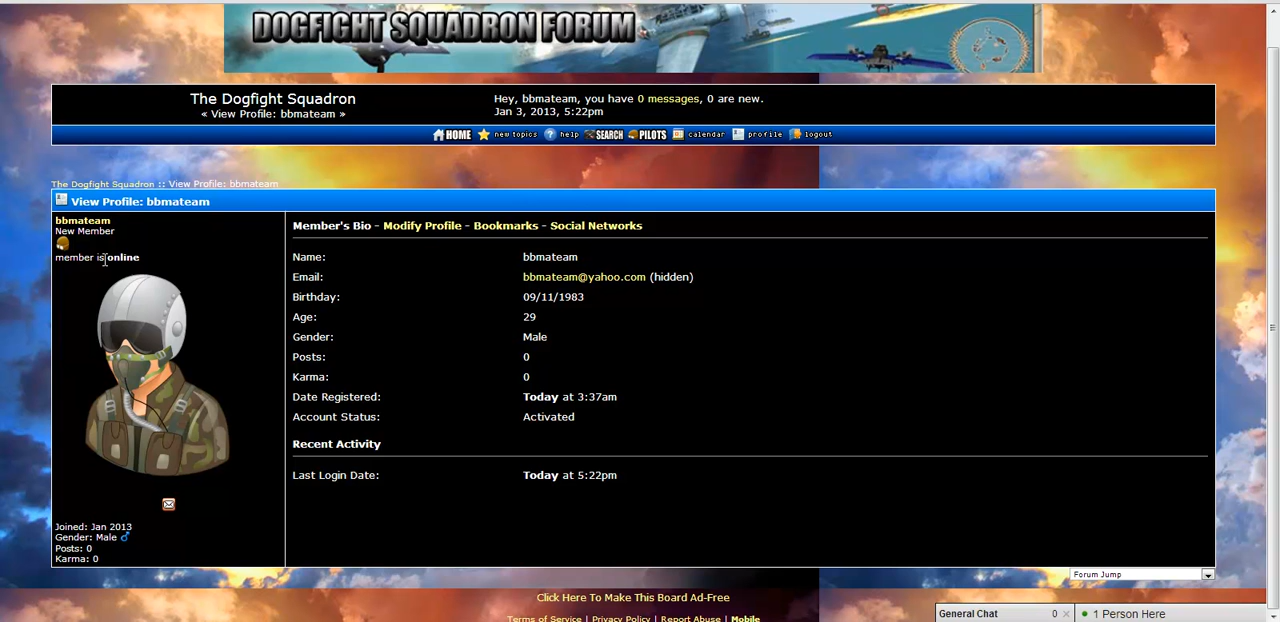 DOGFIGHT SQUADRON FORUM
The Dogfight Squadron
« View Profile: bbmateam »
Hey, bbmateam, you have 0 messages, 0 are new.
Jan 3, 2013, 5:22pm
HOME new topics help SEARCH PILOTS calendar profile logout
The Dogfight Squadron :: View Profile: bbmateam
View Profile: bbmateam
bbmateam
New Member
member is online
Joined: Jan 2013
Gender: Male
Posts: 0
Karma: 0
Member's Bio - Modify Profile - Bookmarks - Social Networks
Name: bbmateam
Email: bbmateam@yahoo.com (hidden)
Birthday: 09/11/1983
Age: 29
Gender: Male
Posts: 0
Karma: 0
Date Registered: Today at 3:37am
Account Status: Activated
Recent Activity
Last Login Date: Today at 5:22pm
Forum Jump
Click Here To Make This Board Ad-Free
Terms of Service | Privacy Policy | Report Abuse | Mobile
General Chat 0
1 Person Here